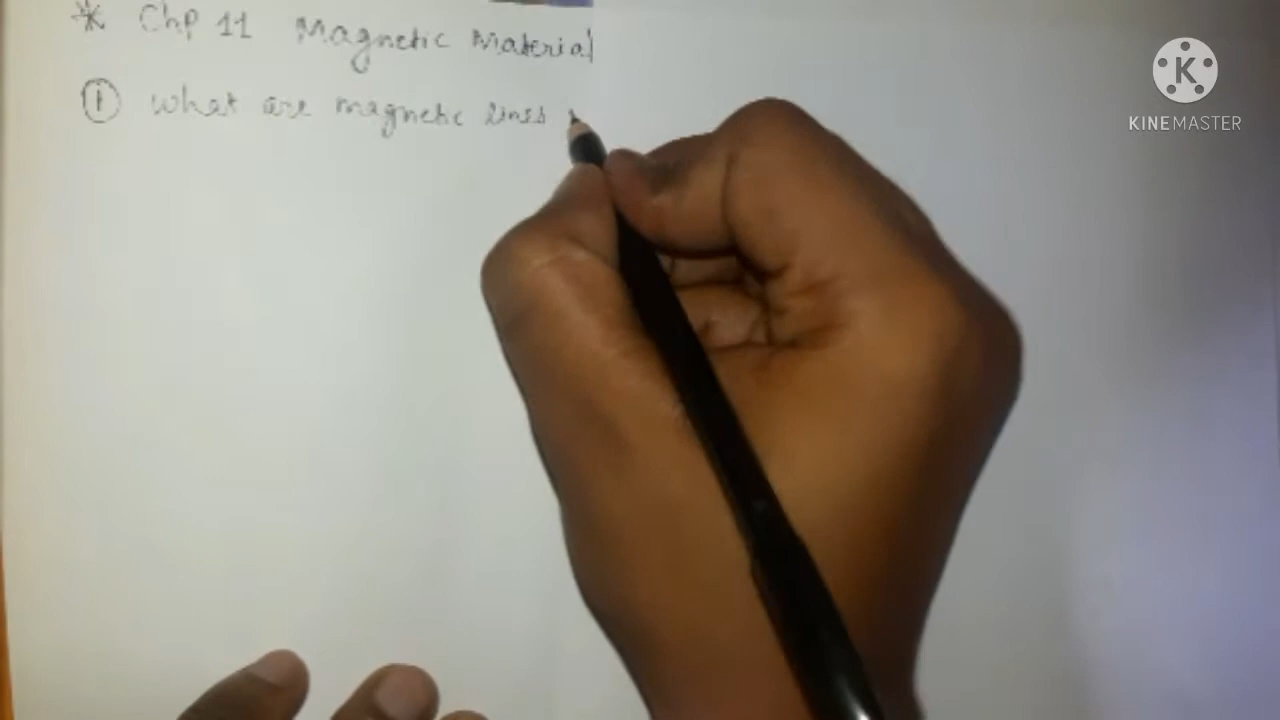 * Chp 11 Magnetic Material
① What are magnetic lines
K
KINEMASTER